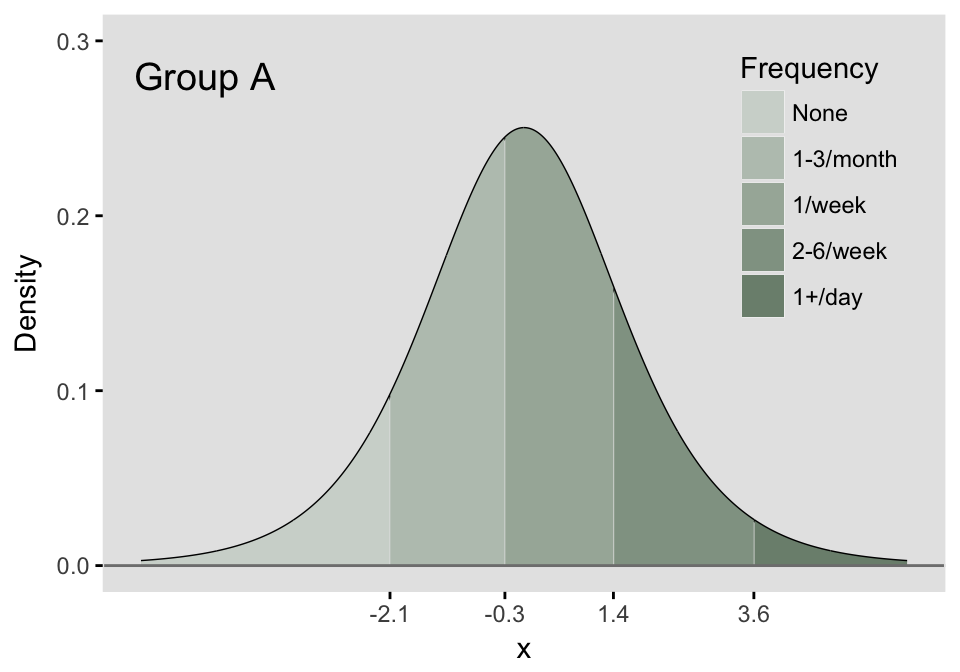 Group A
Frequency
None
1-3/month
1/week
2-6/week
1+/day
Density
0.3
0.2
0.1
0.0
-2.1 -0.3 1.4 3.6
x